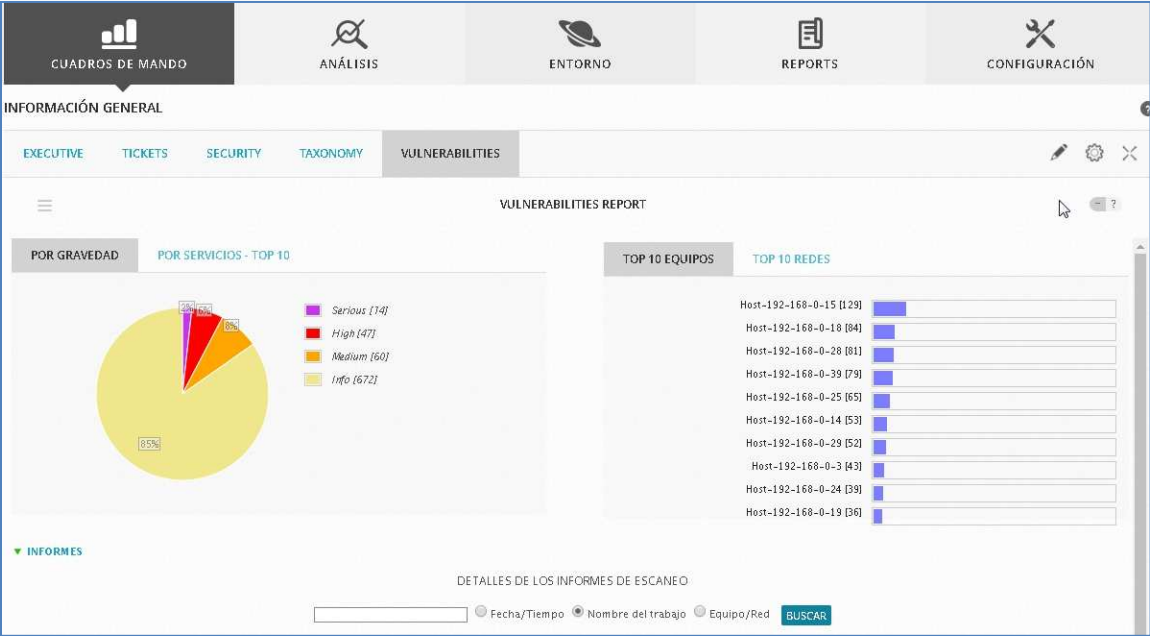 CUADROS DE MANDO
ANÁLISIS
ENTORNO
REPORTS
CONFIGURACIÓN
INFORMACIÓN GENERAL
?
EXECUTIVE
TICKETS
SECURITY
TAXONOMY
VULNERABILITIES
VULNERABILITIES REPORT
- ?
POR GRAVEDAD
POR SERVICIOS - TOP 10
2%
6%
8%
85%
Serious [14]
High [47]
Medium [60]
Info [672]
TOP 10 EQUIPOS
TOP 10 REDES
Host-192-168-0-15 [129]
Host-192-168-0-18 [84]
Host-192-168-0-28 [81]
Host-192-168-0-39 [79]
Host-192-168-0-25 [65]
Host-192-168-0-14 [53]
Host-192-168-0-29 [52]
Host-192-168-0-3 [43]
Host-192-168-0-24 [39]
Host-192-168-0-19 [36]
INFORMES
DETALLES DE LOS INFORMES DE ESCANEO
Fecha/Tiempo Nombre del trabajo Equipo/Red BUSCAR